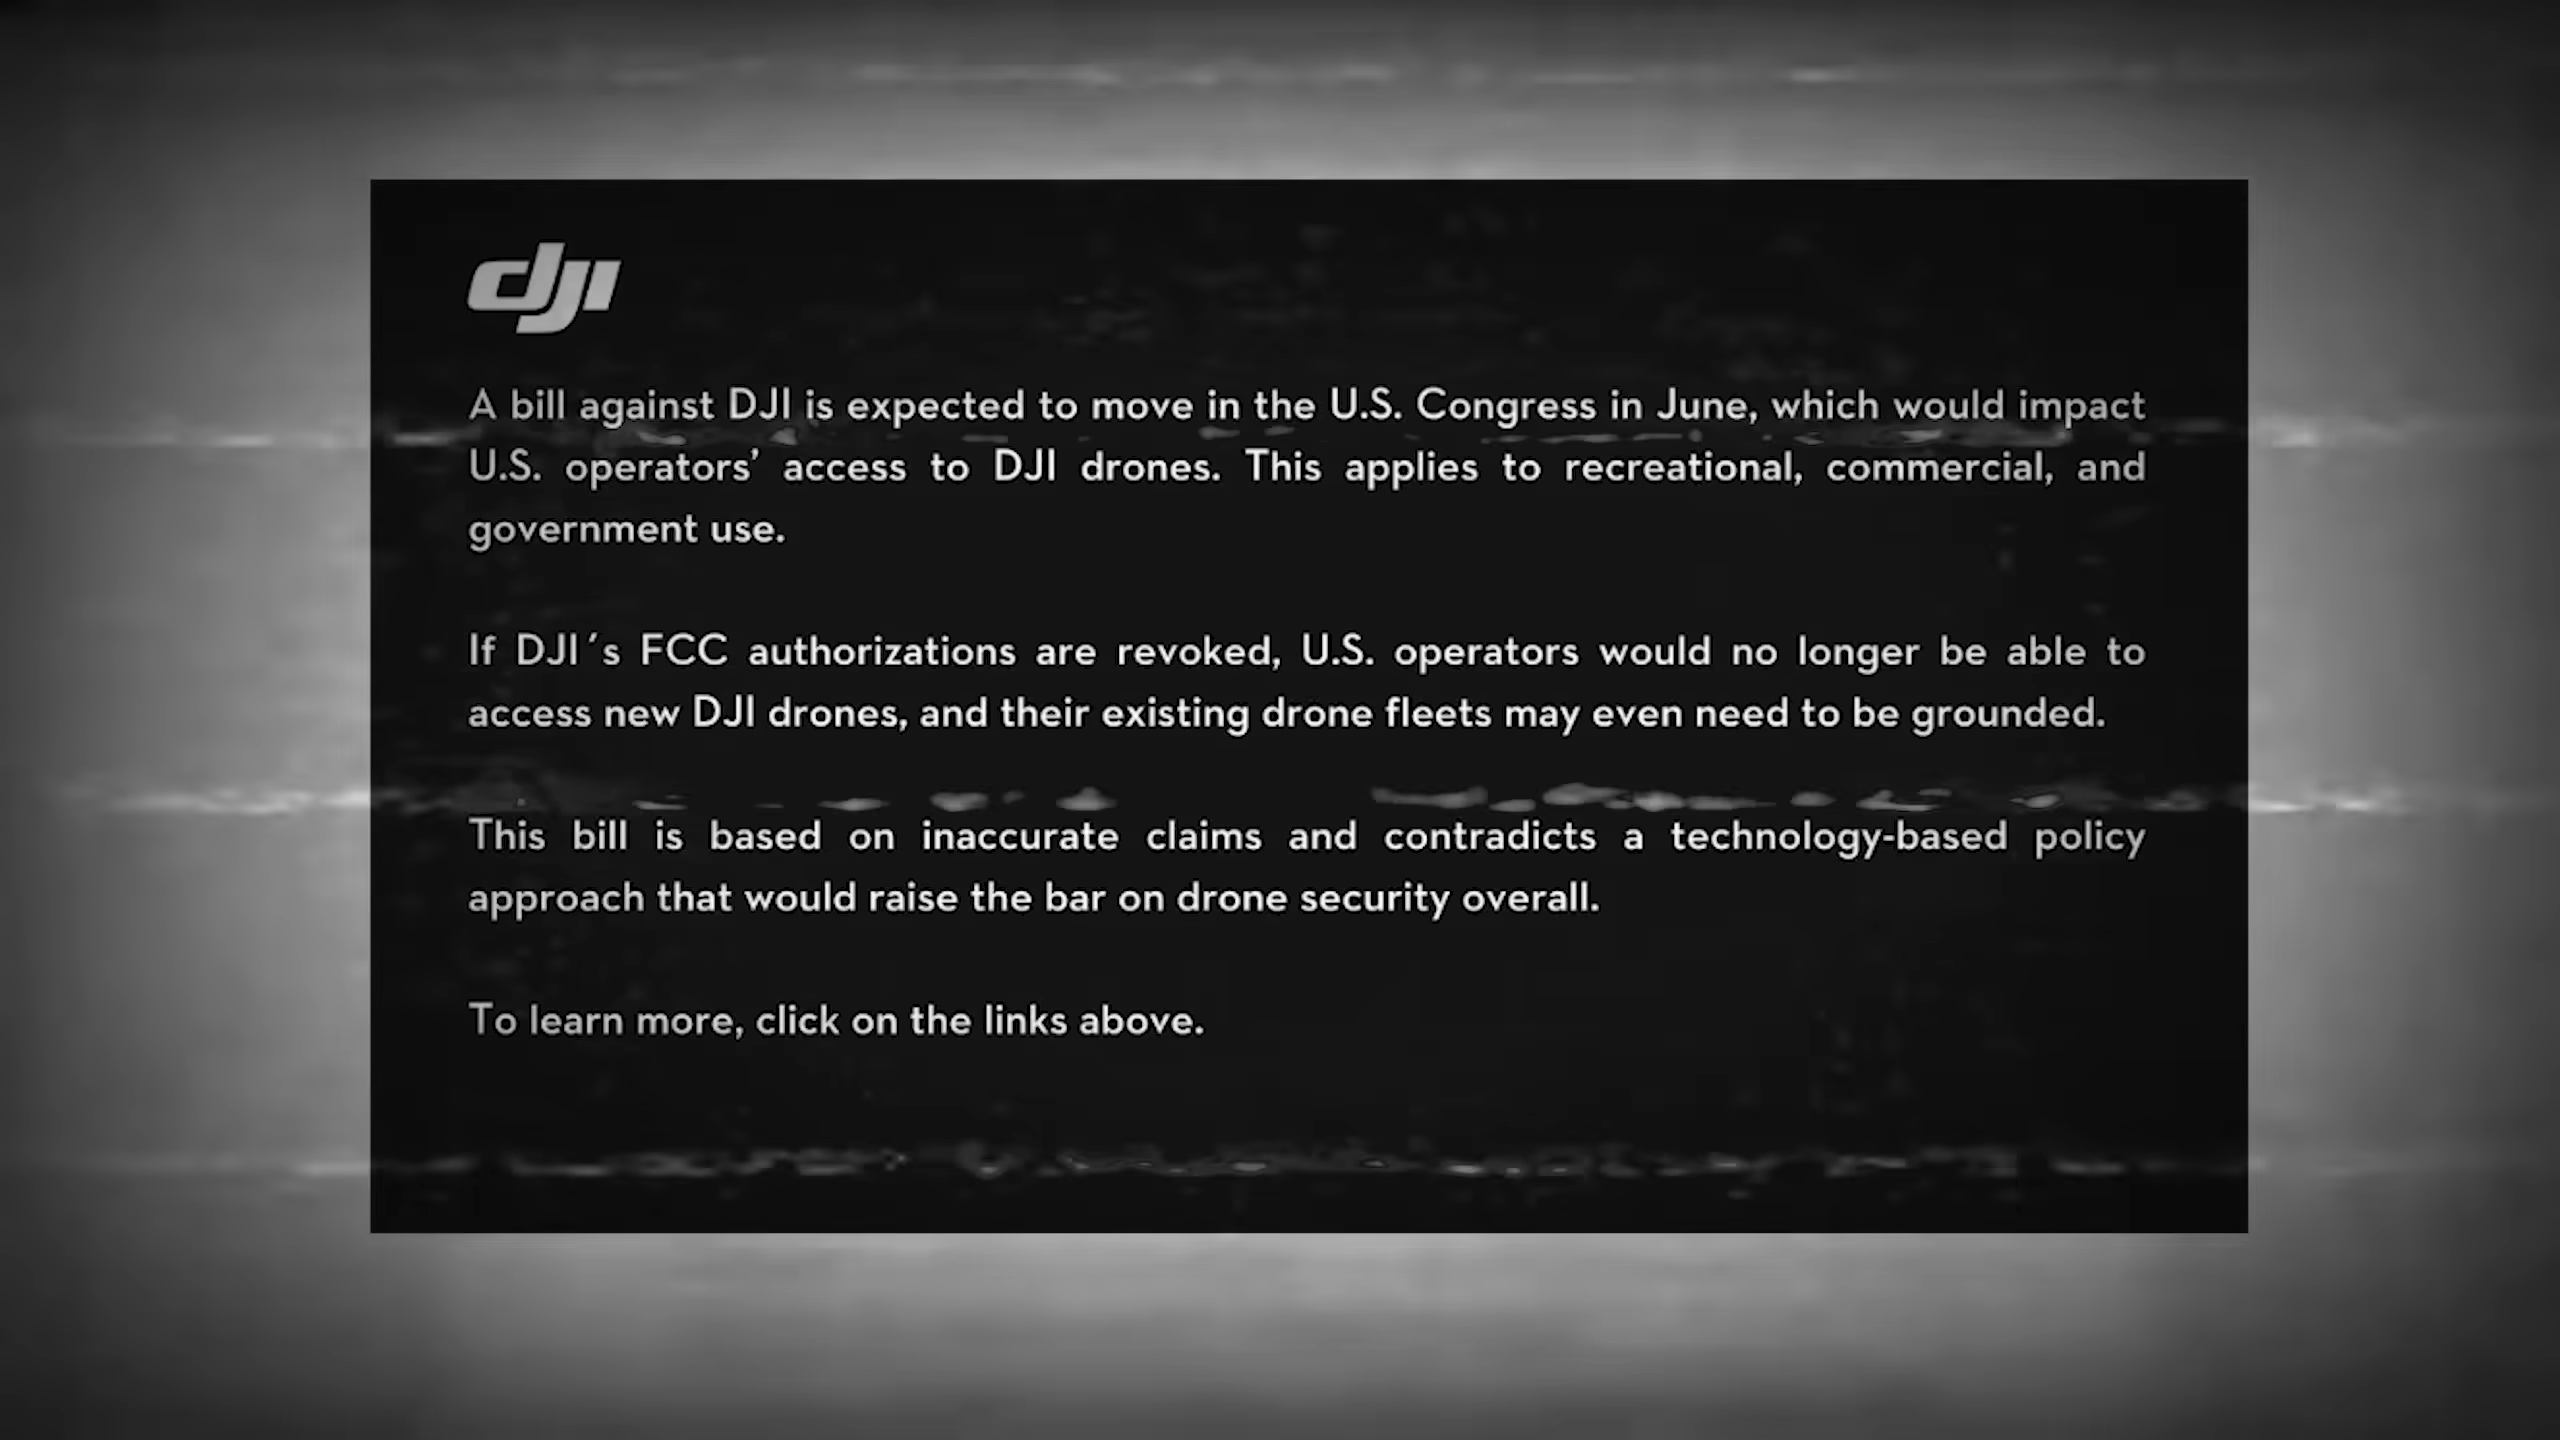 dji
A bill against DJI is expected to move in the U.S. Congress in June, which would impact
U.S. operators’ access to DJI drones. This applies to recreational, commercial, and
government use.
If DJI´s FCC authorizations are revoked, U.S. operators would no longer be able to
access new DJI drones, and their existing drone fleets may even need to be grounded.
This bill is based on inaccurate claims and contradicts a technology-based policy
approach that would raise the bar on drone security overall.
To learn more, click on the links above.